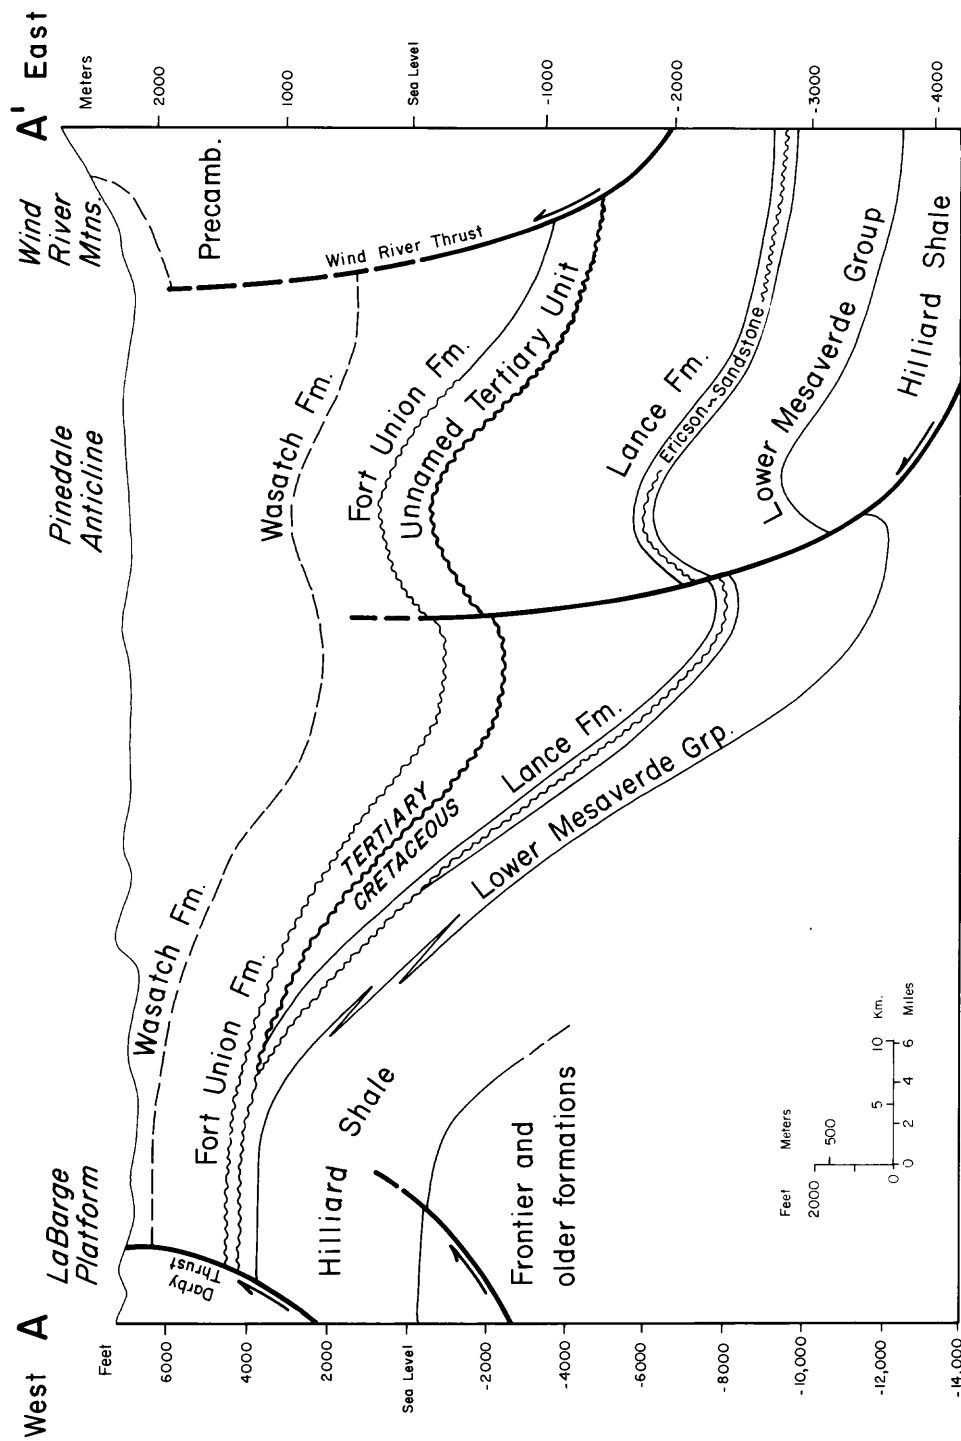 West A
A' East
LaBarge
Platform
Pinedale
Anticline
Wind
River
Mtns.
Feet
6000
4000
2000
Sea Level
-2000
-4000
-6000
-8000
-10,000
-12,000
-14,000
Meters
2000
1000
Sea Level
-1000
-2000
-3000
-4000
Darby
Thrust
Wasatch Fm.
Wasatch Fm.
Precamb.
Wind River Thrust
Fort Union Fm.
Fort Union Fm.
Unnamed Tertiary Unit
TERTIARY
CRETACEOUS
Lance Fm.
Lance Fm.
Ericson Sandstone
Lower Mesaverde Grp.
Lower Mesaverde Group
Hilliard Shale
Hilliard Shale
Frontier and
older formations
Feet
Meters
2000
500
0
0
5
10 Km.
2
4
6 Miles